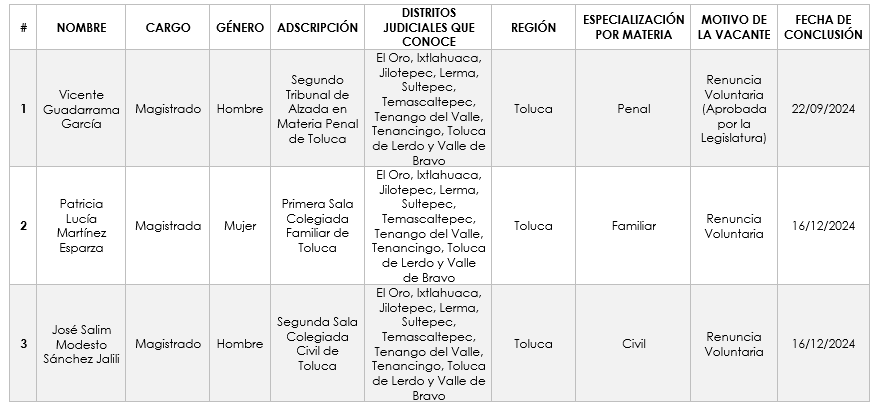 #
NOMBRE
CARGO
GÉNERO
ADSCRIPCIÓN
DISTRITOS
JUDICIALES QUE
CONOCE
REGIÓN
ESPECIALIZACIÓN
POR MATERIA
MOTIVO DE
LA VACANTE
FECHA DE
CONCLUSIÓN
1
Vicente
Guadarrama
García
Magistrado
Hombre
Segundo
Tribunal de
Alzada en
Materia Penal
de Toluca
El Oro, Ixtlahuaca,
Jilotepec, Lerma,
Sultepec,
Temascaltepec,
Tenango del Valle,
Tenancingo, Toluca
de Lerdo y Valle de
Bravo
Toluca
Penal
Renuncia
Voluntaria
(Aprobada
por la
Legislatura)
22/09/2024
2
Patricia
Lucía
Martínez
Esparza
Magistrada
Mujer
Primera Sala
Colegiada
Familiar de
Toluca
El Oro, Ixtlahuaca,
Jilotepec, Lerma,
Sultepec,
Temascaltepec,
Tenango del Valle,
Tenancingo, Toluca
de Lerdo y Valle
de Bravo
Toluca
Familiar
Renuncia
Voluntaria
16/12/2024
3
José Salim
Modesto
Sánchez Jalili
Magistrado
Hombre
Segunda Sala
Colegiada
Civil de
Toluca
El Oro, Ixtlahuaca,
Jilotepec, Lerma,
Sultepec,
Temascaltepec,
Tenango del Valle,
Tenancingo, Toluca
de Lerdo y Valle de
Bravo
Toluca
Civil
Renuncia
Voluntaria
16/12/2024